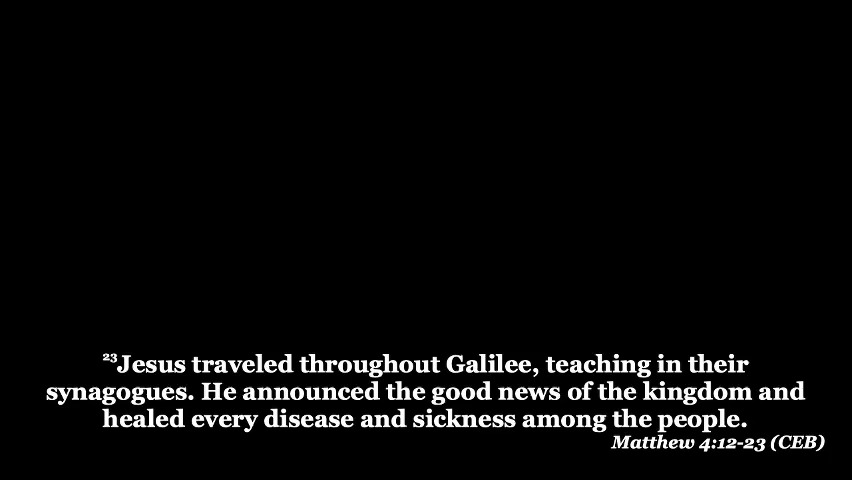 ²³Jesus traveled throughout Galilee, teaching in their
synagogues. He announced the good news of the kingdom and
healed every disease and sickness among the people.
Matthew 4:12-23 (CEB)